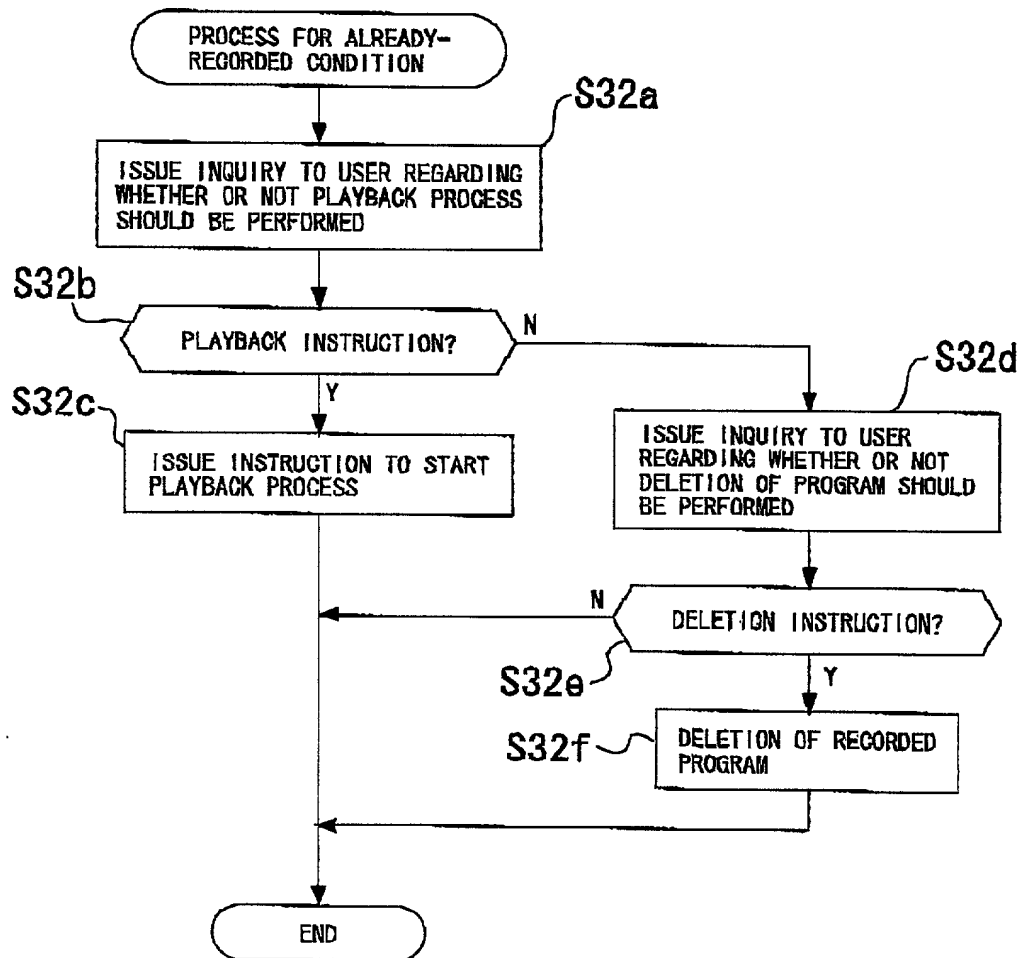 PROCESS FOR ALREADY-
RECORDED CONDITION
S32a
ISSUE INQUIRY TO USER REGARDING
WHETHER OR NOT PLAYBACK PROCESS
SHOULD BE PERFORMED
S32b
PLAYBACK INSTRUCTION?
N
Y
S32d
S32c
ISSUE INSTRUCTION TO START
PLAYBACK PROCESS
ISSUE INQUIRY TO USER
REGARDING WHETHER OR NOT
DELETION OF PROGRAM SHOULD
BE PERFORMED
N
DELETION INSTRUCTION?
S32e
Y
S32f
DELETION OF RECORDED
PROGRAM
END